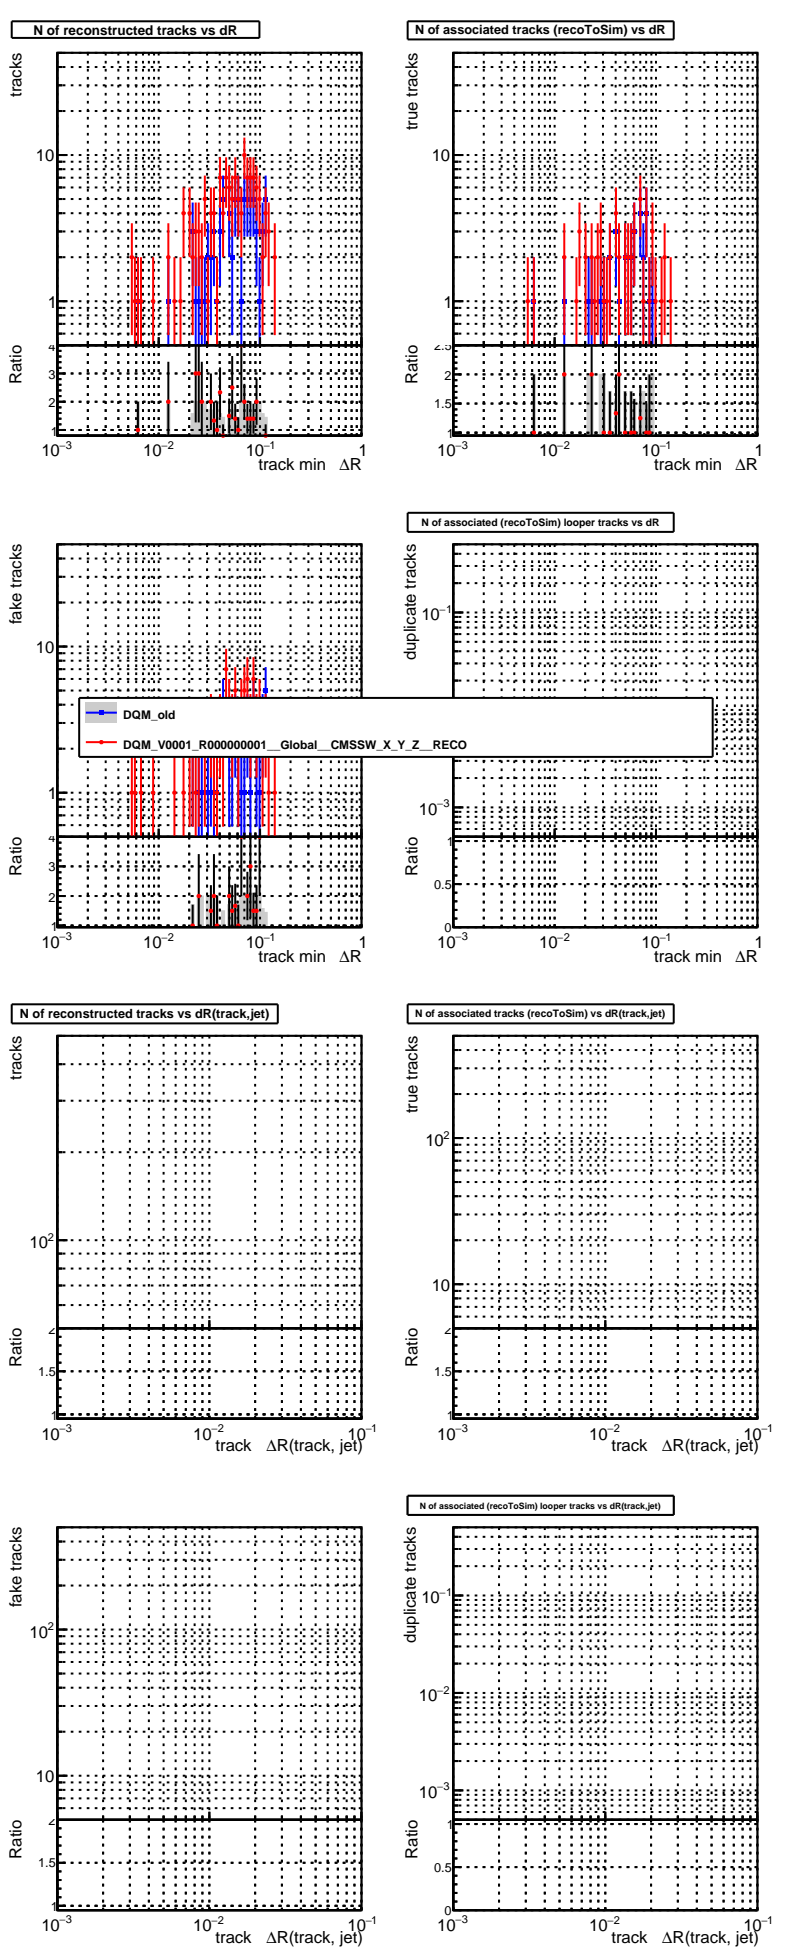 N of reconstructed tracks vs dR
tracks
10
1
Ratio
4
3
2
1
10−3
10−2
10−1
1
track min ΔR
N of associated tracks (recoToSim) vs dR
true tracks
10
1
Ratio
2.5
2
1.5
1
10−3
10−2
10−1
1
track min ΔR
fake tracks
10
1
Ratio
4
3
2
1
10−3
10−2
10−1
1
track min ΔR
N of associated (recoToSim) looper tracks vs dR
duplicate tracks
10−1
10−3
Ratio
1
0.5
0
10−3
10−2
10−1
1
track min ΔR
DQM_old
DQM_V0001_R000000001__Global__CMSSW_X_Y_Z__RECO
N of reconstructed tracks vs dR(track,jet)
tracks
102
Ratio
2
1.5
1
10−3
10−2
10−1
track ΔR(track, jet)
N of associated tracks (recoToSim) vs dR(track,jet)
true tracks
102
10
Ratio
2
1.5
1
10−3
10−2
10−1
track ΔR(track, jet)
fake tracks
102
10
Ratio
2
1.5
1
10−3
10−2
10−1
track ΔR(track, jet)
N of associated (recoToSim) looper tracks vs dR(track,jet)
duplicate tracks
10−1
10−2
10−3
Ratio
1
0.5
0
10−3
10−2
10−1
track ΔR(track, jet)